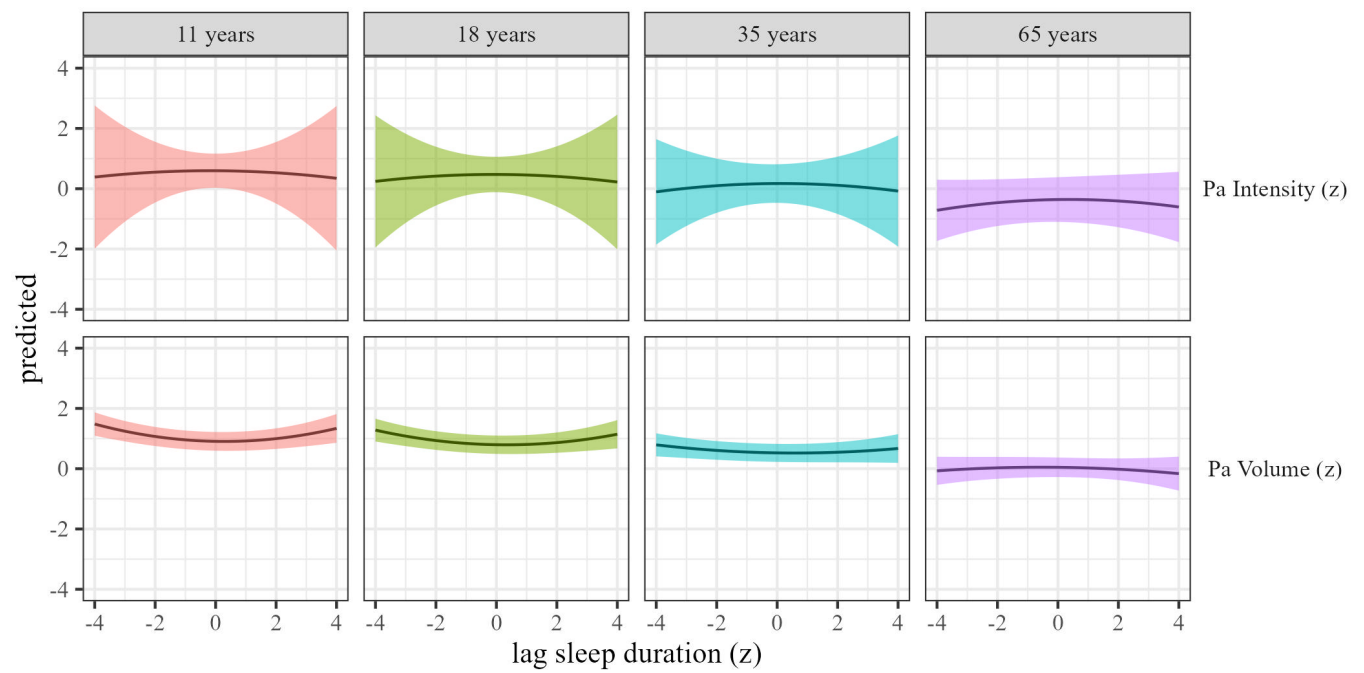 11 years 18 years 35 years 65 years
4
2
0
-2
-4
Pa Intensity (z)
predicted
4
2
0
-2
-4
Pa Volume (z)
-4 -2 0 2 4 -4 -2 0 2 4 -4 -2 0 2 4 -4 -2 0 2 4
lag sleep duration (z)